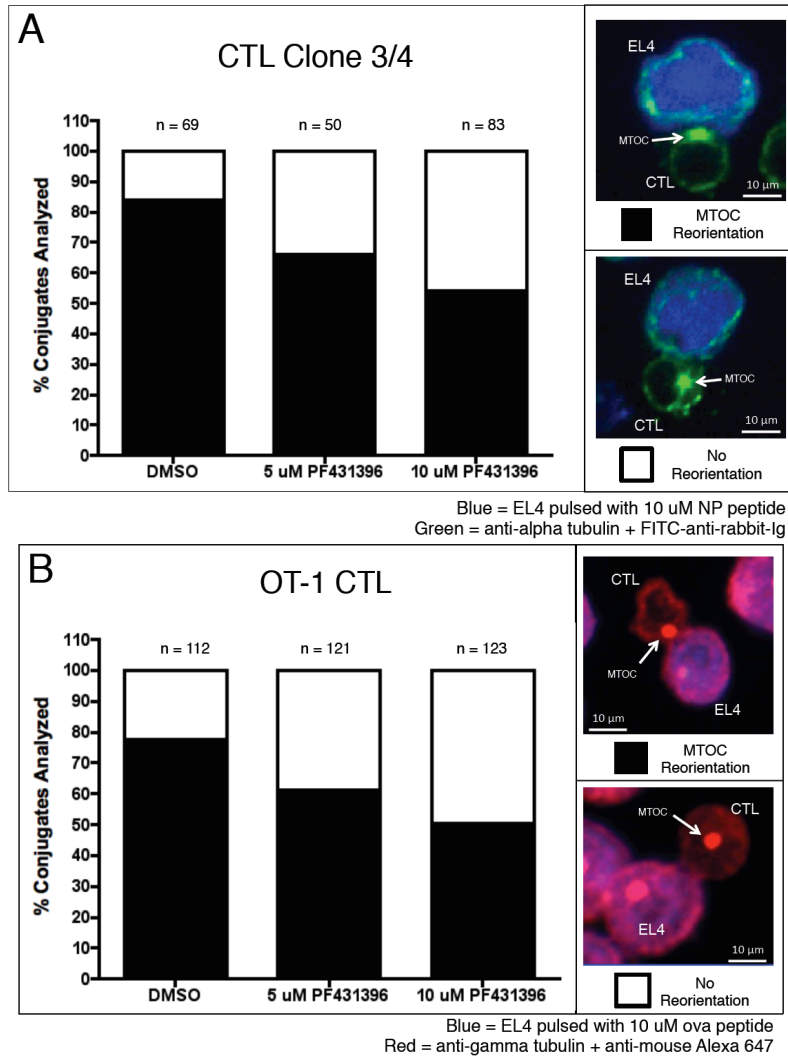 A
CTL Clone 3/4
110
100
90
80
70
60
50
40
30
20
10
0
% Conjugates Analyzed
n = 69
n = 50
n = 83
DMSO
5 uM PF431396
10 uM PF431396
EL4
MTOC
CTL
10 µm
MTOC
Reorientation
EL4
MTOC
CTL
10 µm
No
Reorientation
Blue = EL4 pulsed with 10 uM NP peptide
Green = anti-alpha tubulin + FITC-anti-rabbit-Ig
B
OT-1 CTL
110
100
90
80
70
60
50
40
30
20
10
0
% Conjugates Analyzed
n = 112
n = 121
n = 123
DMSO
5 uM PF431396
10 uM PF431396
CTL
MTOC
EL4
10 µm
MTOC
Reorientation
MTOC
CTL
EL4
10 µm
No
Reorientation
Blue = EL4 pulsed with 10 uM ova peptide
Red = anti-gamma tubulin + anti-mouse Alexa 647